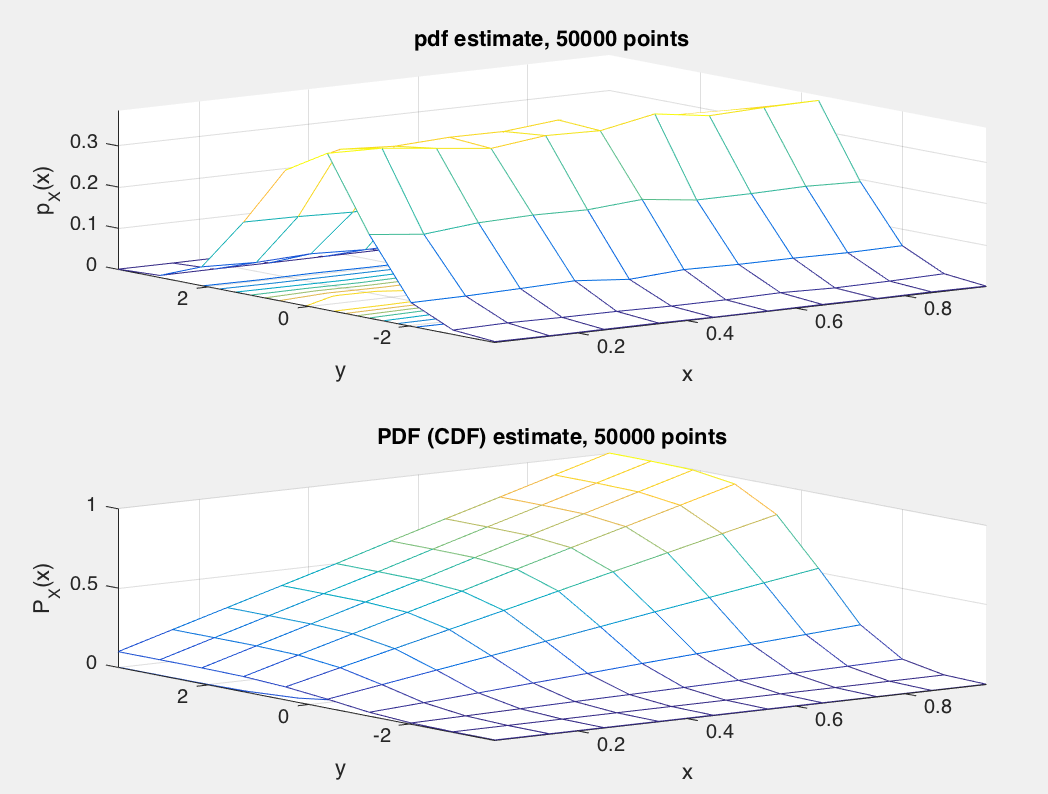 pdf estimate, 50000 points
p_X(x)
0.3
0.2
0.1
0
2
0
-2
y
0.2
0.4
0.6
0.8
x
PDF (CDF) estimate, 50000 points
P_X(x)
1
0.5
0
2
0
-2
y
0.2
0.4
0.6
0.8
x